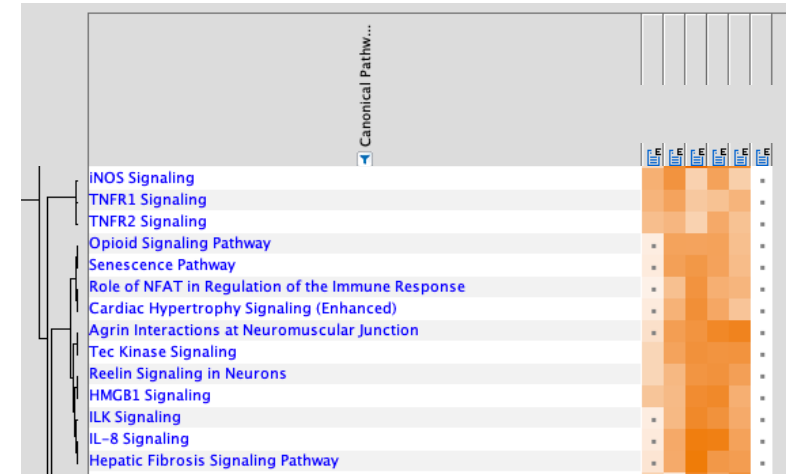 Canonical Pathw...
E E E E E E
iNOS Signaling
TNFR1 Signaling
TNFR2 Signaling
Opioid Signaling Pathway
Senescence Pathway
Role of NFAT in Regulation of the Immune Response
Cardiac Hypertrophy Signaling (Enhanced)
Agrin Interactions at Neuromuscular Junction
Tec Kinase Signaling
Reelin Signaling in Neurons
HMGB1 Signaling
ILK Signaling
IL-8 Signaling
Hepatic Fibrosis Signaling Pathway